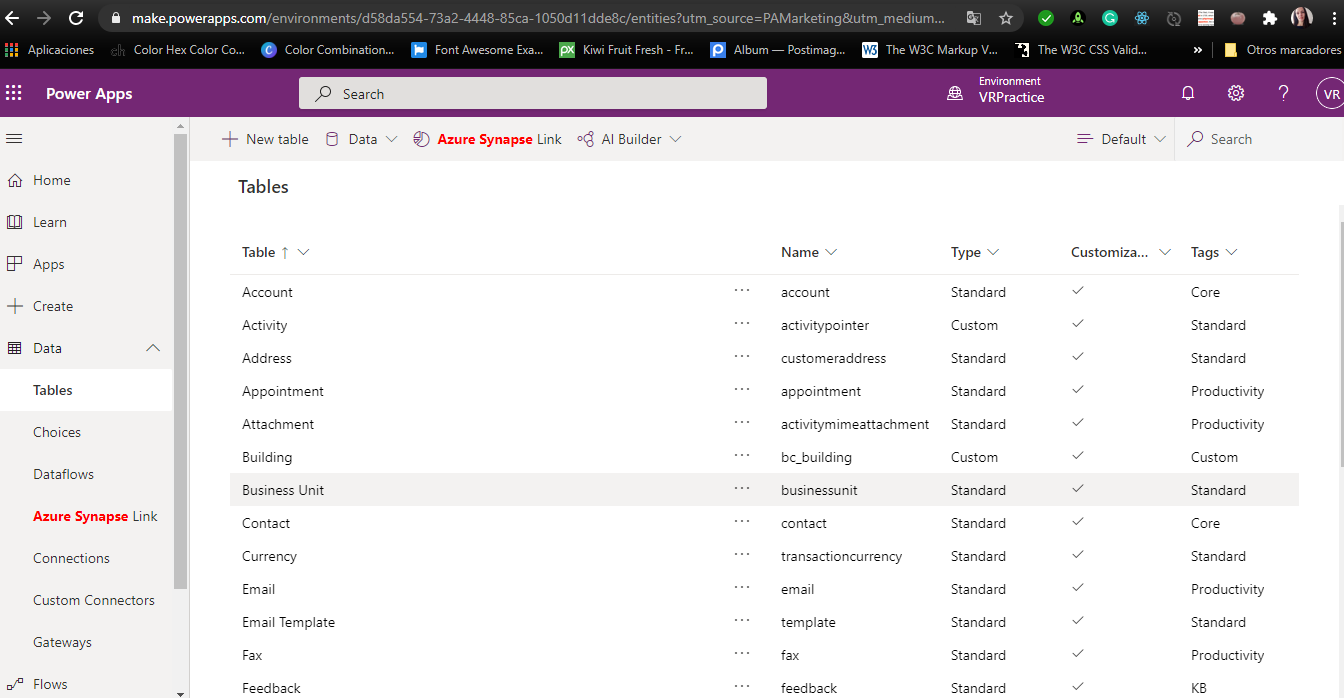 make.powerapps.com/environments/d58da554-73a2-4448-85ca-1050d11dde8c/entities?utm_source=PAMarketing&utm_medium...
Aplicaciones
Color Hex Color Co...
Color Combination...
Font Awesome Exa...
Kiwi Fruit Fresh - Fr...
Album — Postimag...
The W3C Markup V...
The W3C CSS Valid...
»
Otros marcadores
Power Apps
Search
Environment
VRPractice
VR
New table
Data
Azure Synapse Link
AI Builder
Default
Search
Home
Learn
Apps
Create
Data
Tables
Choices
Dataflows
Azure Synapse Link
Connections
Custom Connectors
Gateways
Flows
Tables
Table ↑ Name Type Customiza... Tags
Account ... account Standard ✓ Core
Activity ... activitypointer Custom ✓ Standard
Address ... customeraddress Standard ✓ Standard
Appointment ... appointment Standard ✓ Productivity
Attachment ... activitymimeattachment Standard ✓ Productivity
Building ... bc_building Custom ✓ Custom
Business Unit ... businessunit Standard ✓ Standard
Contact ... contact Standard ✓ Core
Currency ... transactioncurrency Standard ✓ Standard
Email ... email Standard ✓ Productivity
Email Template ... template Standard ✓ Standard
Fax ... fax Standard ✓ Productivity
Feedback ... feedback Standard ✓ KB